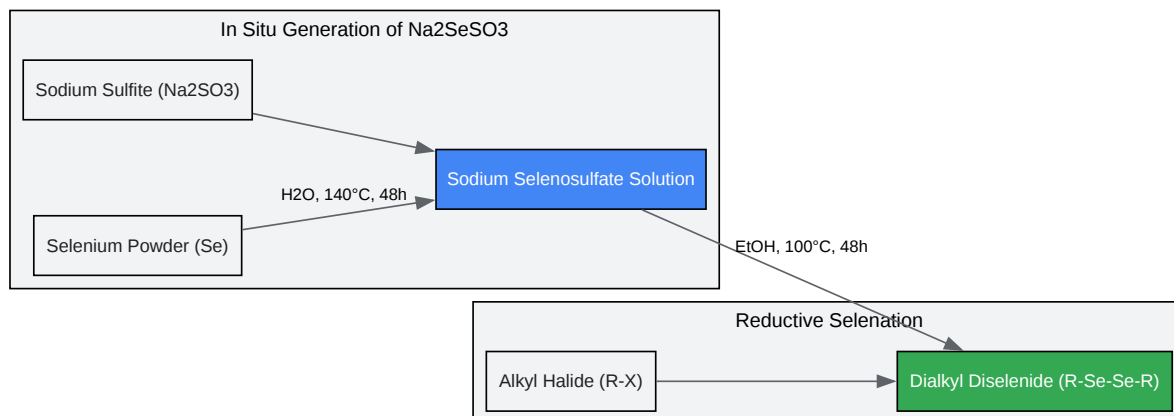 In Situ Generation of Na2SeSO3
Sodium Sulfite (Na2SO3)
Sodium Selenosulfate Solution
H2O, 140°C, 48h
Selenium Powder (Se)
EtOH, 100°C, 48h
Reductive Selenation
Alkyl Halide (R-X)
Dialkyl Diselenide (R-Se-Se-R)